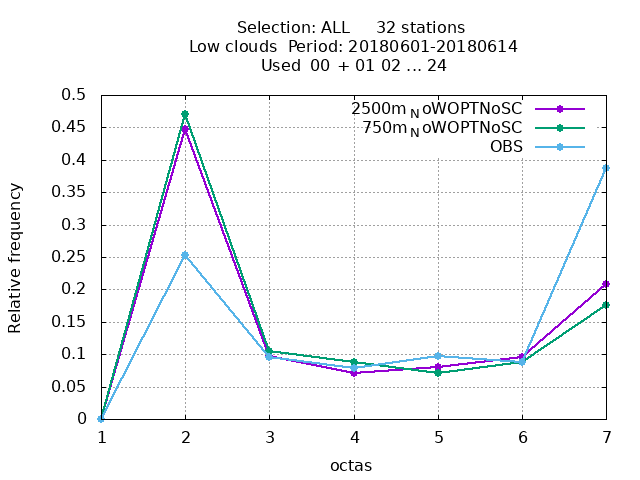 Selection: ALL 32 stations
Low clouds Period: 20180601-20180614
Used 00 + 01 02 ... 24
2500m_NoWOPTNoSC
750m_NoWOPTNoSC
OBS
Relative frequency
0.5
0.45
0.4
0.35
0.3
0.25
0.2
0.15
0.1
0.05
0
1 2 3 4 5 6 7
octas